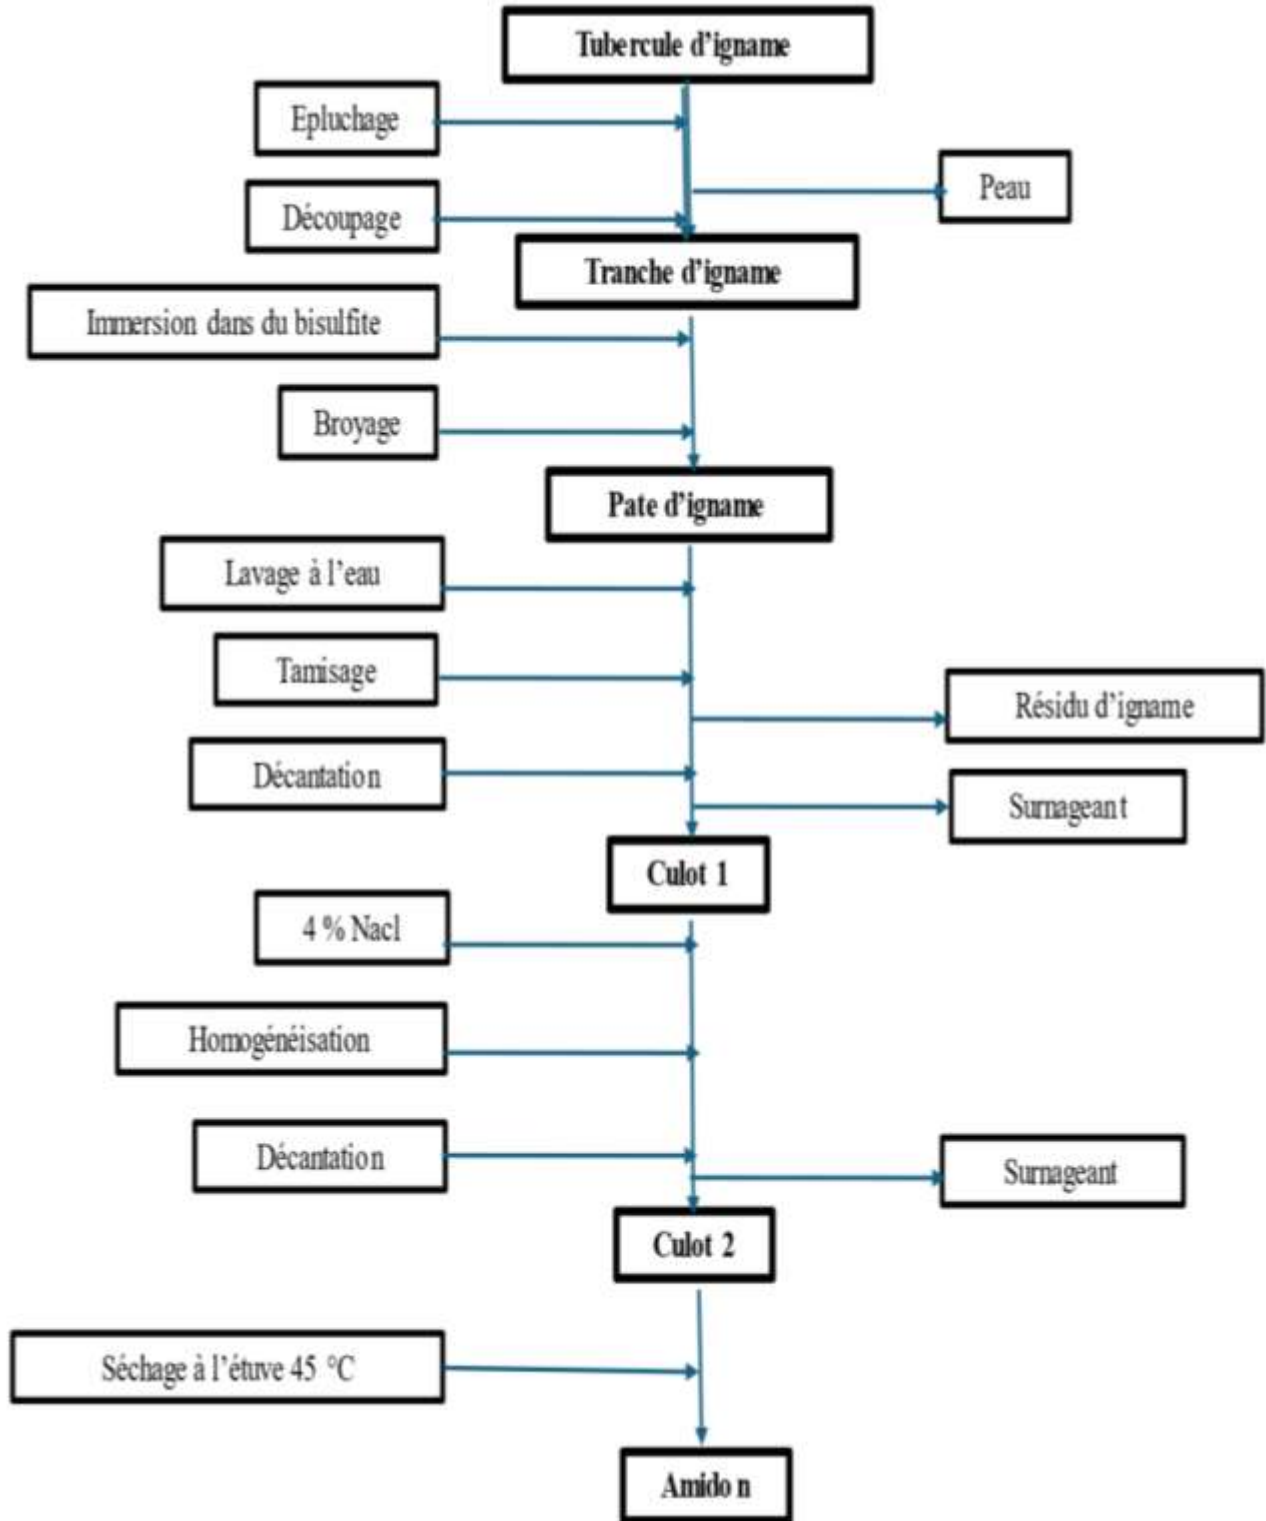 Tubercule d'igname
Epluchage
Peau
Découpage
Tranche d'igname
Immersion dans du bisulfite
Broyage
Pate d'igname
Lavage à l'eau
Tamisage
Résidu d'igname
Décantation
Surnageant
Culot 1
4 % Nacl
Homogénéisation
Décantation
Surnageant
Culot 2
Séchage à l'étuve 45 °C
Amidon